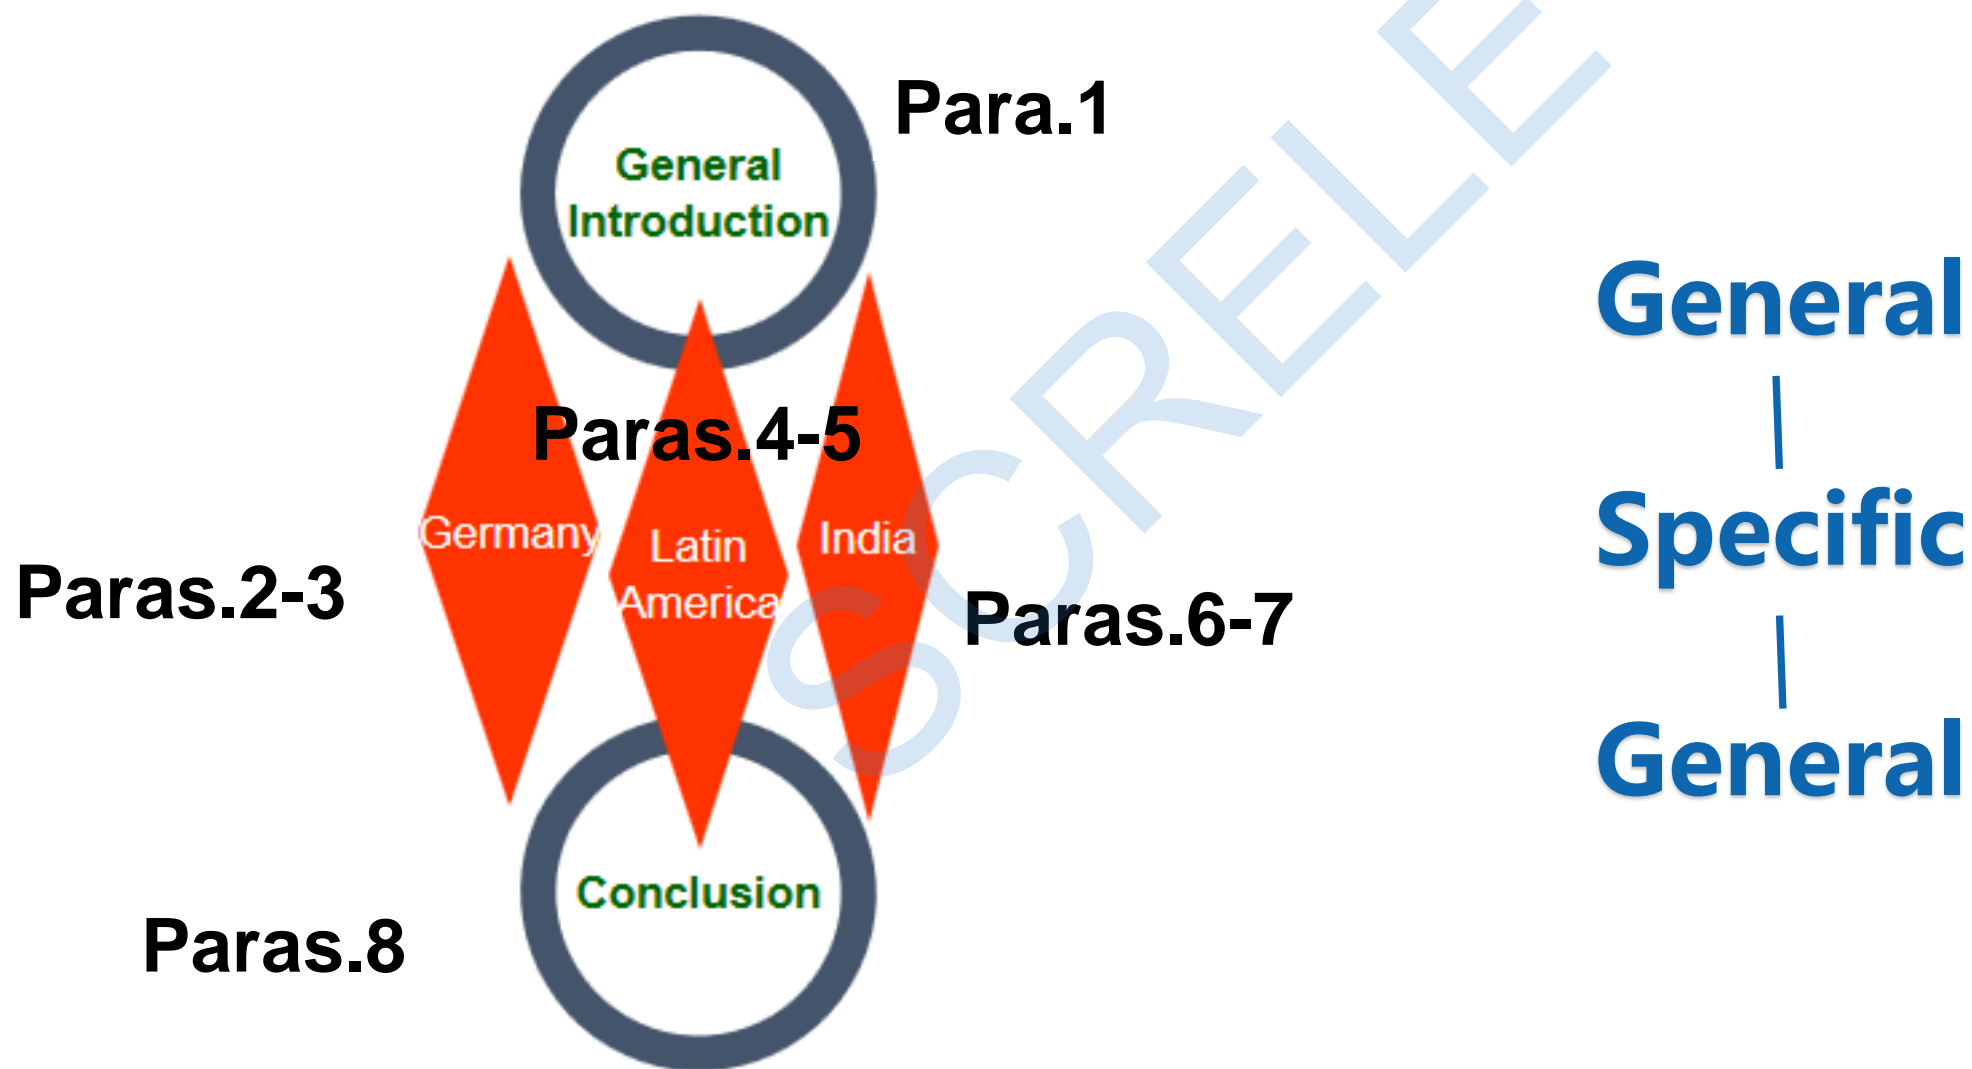 Para.1
General
Introduction
Paras.4-5
Germany
Latin
America
India
Paras.2-3
Paras.6-7
Conclusion
Paras.8
General
Specific
General
SCRELE